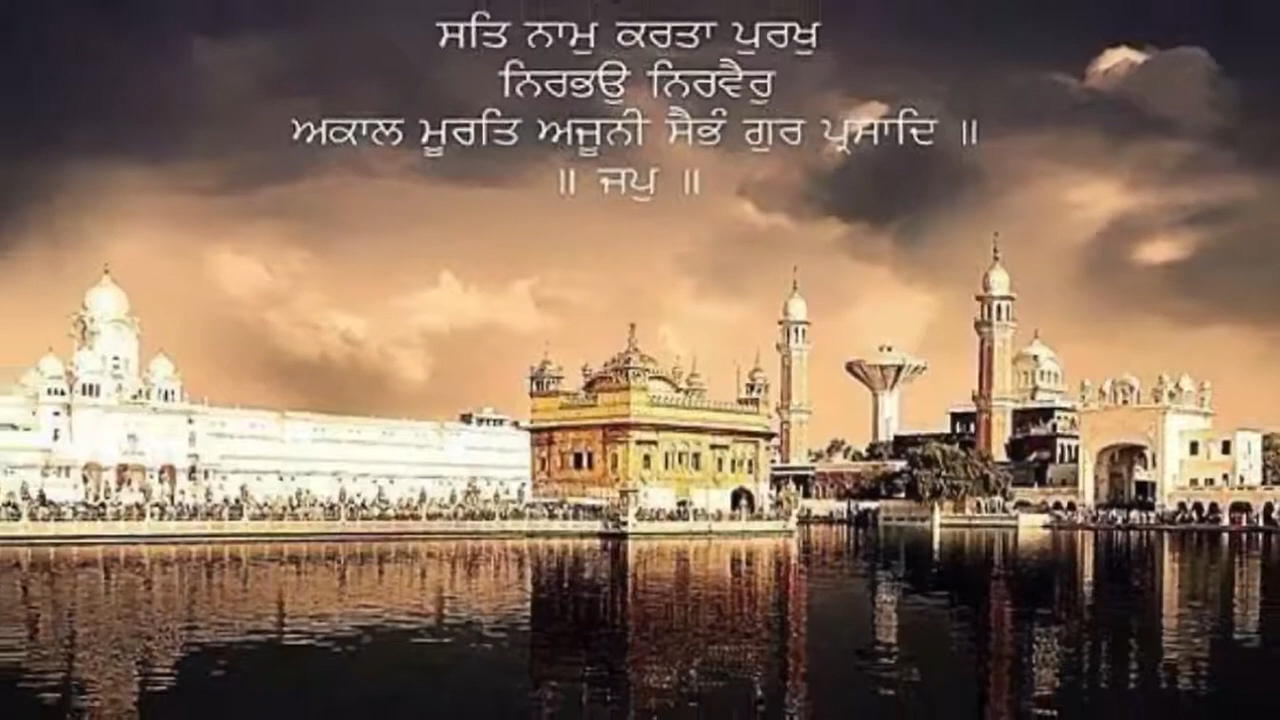 ਸਤਿ ਨਾਮੁ ਕਰਤਾ ਪੁਰਖੁ
ਨਿਰਭਉ ਨਿਰਵੈਰੁ
ਅਕਾਲ ਮੂਰਤਿ ਅਜੂਨੀ ਸੈਭੰ ਗੁਰ ਪ੍ਰਸਾਦਿ ॥
॥ ਜਪੁ ॥